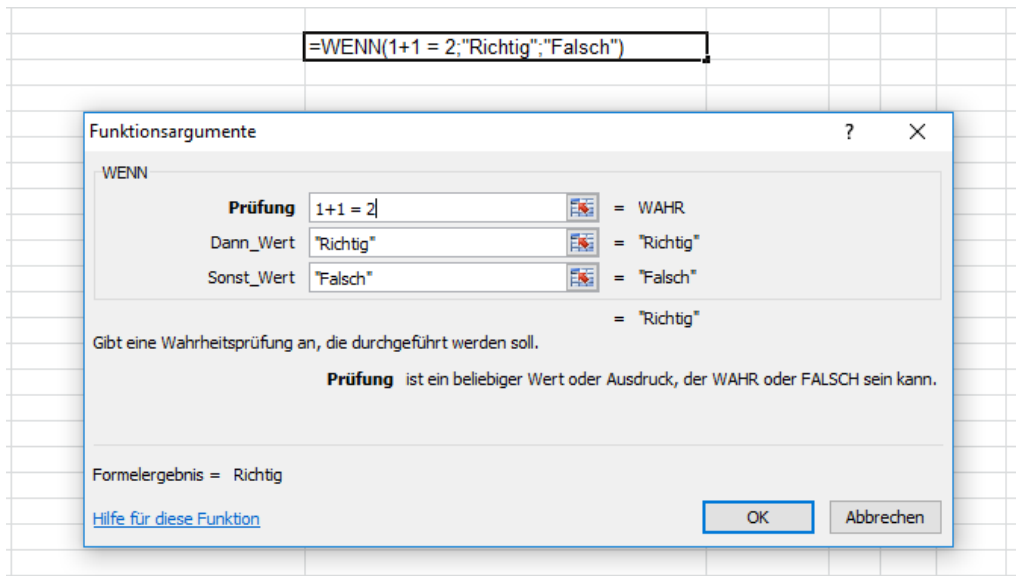 =WENN(1+1 = 2;"Richtig";"Falsch")
Funktionsargumente ?
WENN
Prüfung 1+1 = 2 = WAHR
Dann_Wert "Richtig" = "Richtig"
Sonst_Wert "Falsch" = "Falsch"
= "Richtig"
Gibt eine Wahrheitsprüfung an, die durchgeführt werden soll.
Prüfung ist ein beliebiger Wert oder Ausdruck, der WAHR oder FALSCH sein kann.
Formelergebnis = Richtig
Hilfe für diese Funktion OK Abbrechen